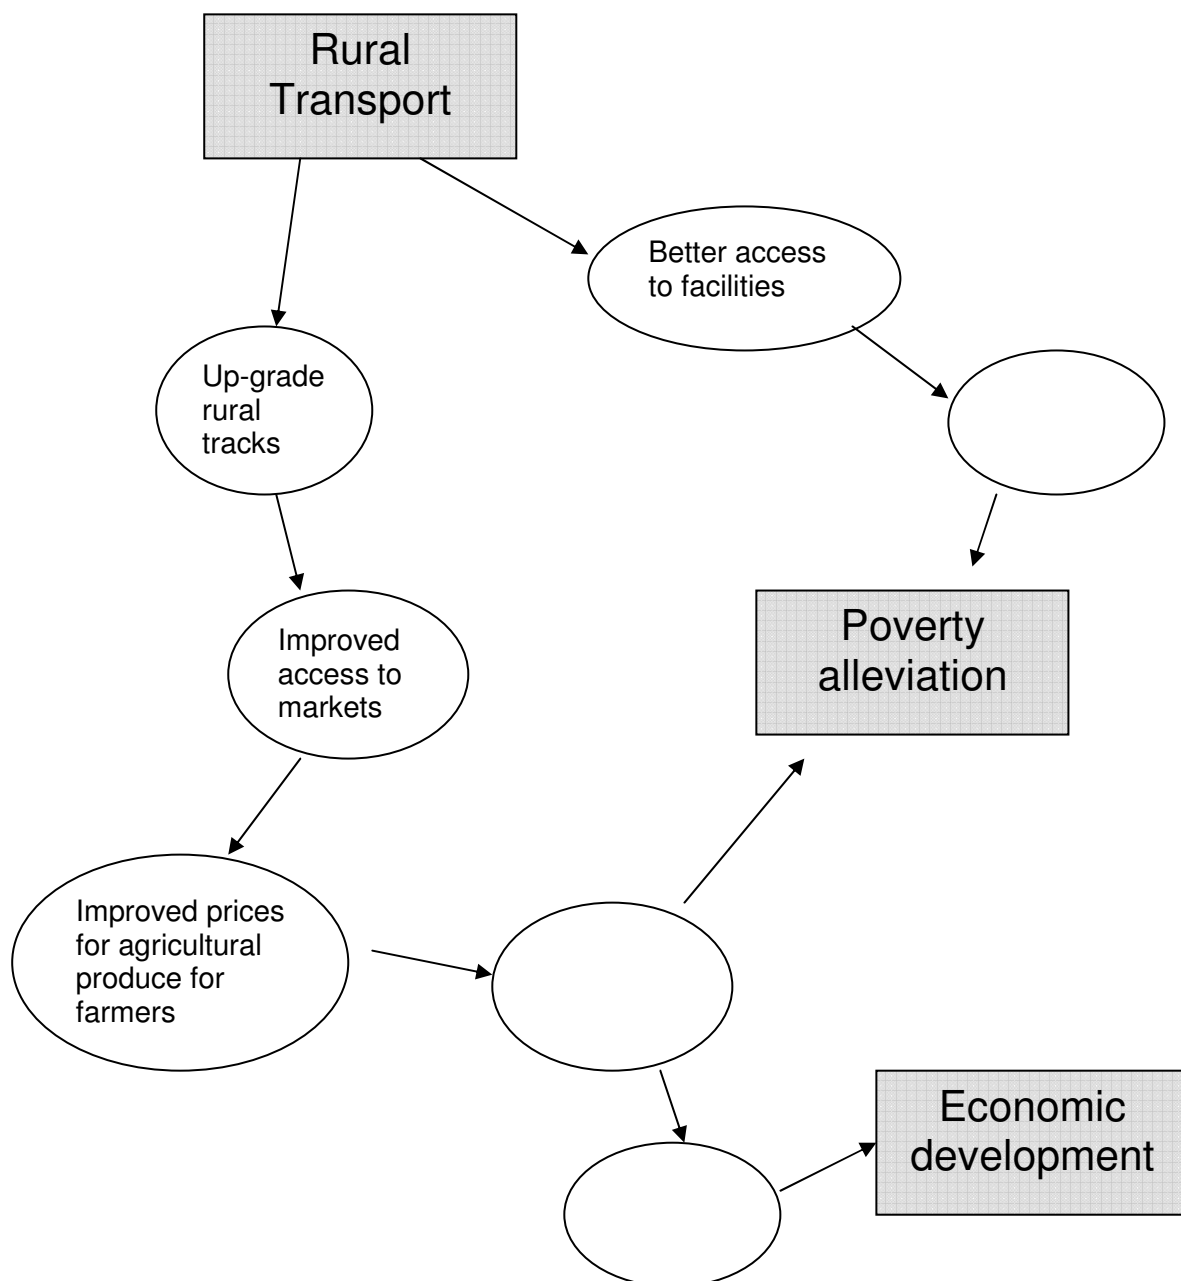 Rural
Transport
Better access
to facilities
Up-grade
rural
tracks
Improved
access to
markets
Poverty
alleviation
Improved prices
for agricultural
produce for
farmers
Economic
development